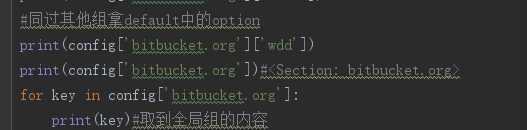 #同过其他组拿default中的option
print(config['bitbucket.org']['wdd'])
print(config['bitbucket.org'])#<Section: bitbucket.org>
for key in config['bitbucket.org']:
    print(key)#取到全局组的内容